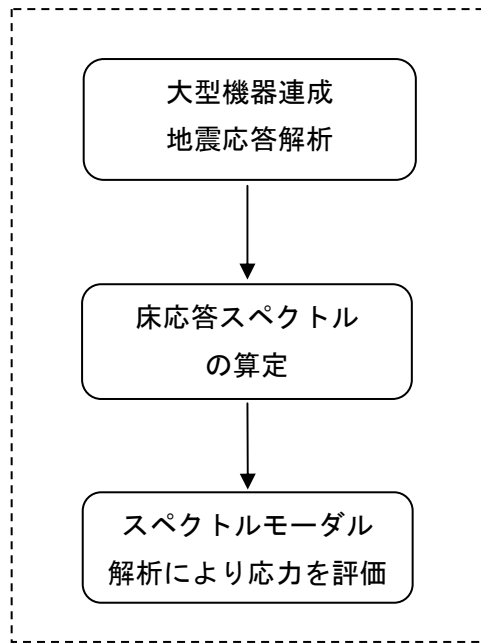 大型機器連成
地震応答解析
床応答スペクトル
の算定
スペクトルモーダル
解析により応力を評価